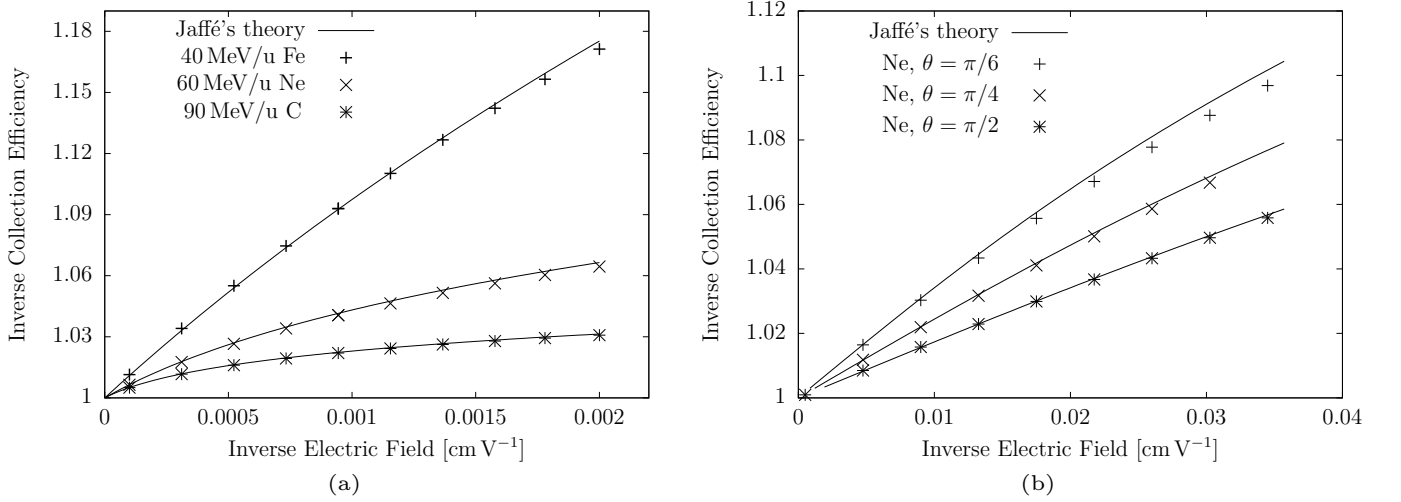 1.18
1.15
1.12
1.09
1.06
1.03
1
0
0.0005
0.001
0.0015
0.002
Inverse Collection Efficiency
Inverse Electric Field [cm V⁻¹]
Jaffé's theory
40 MeV/u Fe
60 MeV/u Ne
90 MeV/u C
(a)
1.12
1.1
1.08
1.06
1.04
1.02
1
0
0.01
0.02
0.03
0.04
Inverse Collection Efficiency
Inverse Electric Field [cm V⁻¹]
Jaffé's theory
Ne, θ = π/6
Ne, θ = π/4
Ne, θ = π/2
(b)